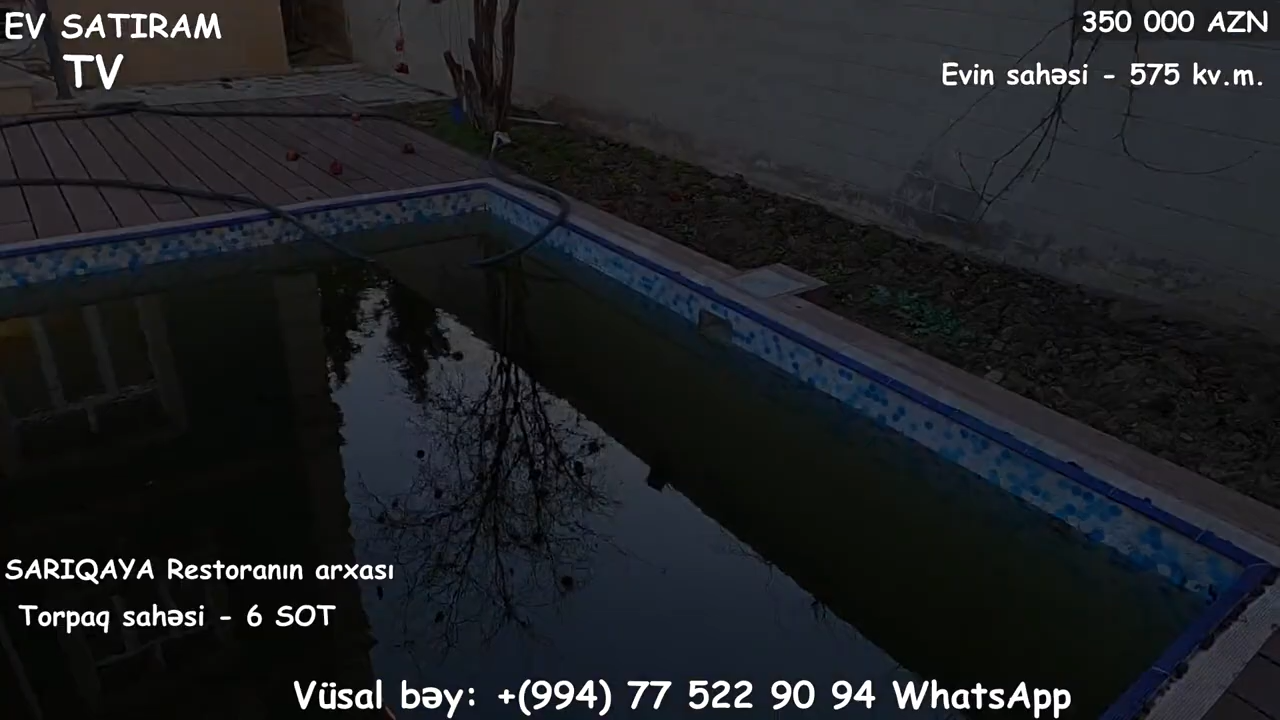 EV SATIRAM
TV
350 000 AZN
Evin sahəsi - 575 kv.m.
SARIQAYA Restoranın arxası
Torpaq sahəsi - 6 SOT
Vüsal bəy: +(994) 77 522 90 94 WhatsApp